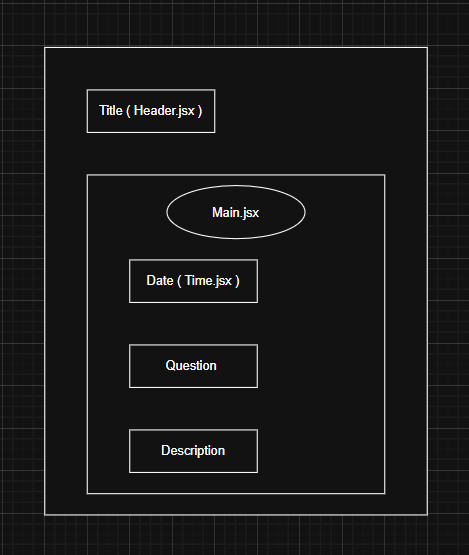 Title ( Header.jsx )
Main.jsx
Date ( Time.jsx )
Question
Description